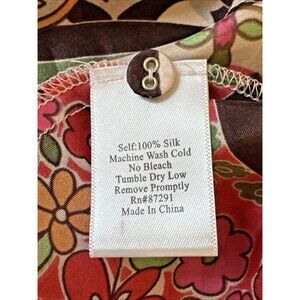 Self:100% Silk
Machine Wash Cold
No Bleach
Tumble Dry Low
Remove Promptly
Rn#87291
Made In China